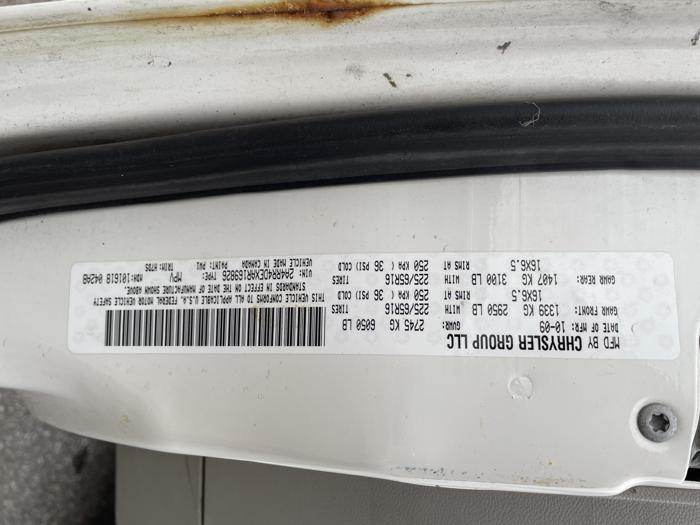 MFD BY CHRYSLER GROUP LLC
DATE OF MFR: 10-09 GVWR: 2745 KG 6050 LB
GAWR FRONT: 1339 KG 2950 LB
WITH 225/65R16 TIRES
16X6.5 RIMS AT 250 KPA ( 36 PSI) COLD
GAWR REAR: 1407 KG 3100 LB
WITH 225/65R16 TIRES
16X6.5 RIMS AT 250 KPA ( 36 PSI) COLD
THIS VEHICLE CONFORMS TO ALL APPLICABLE U.S.A. FEDERAL MOTOR VEHICLE SAFETY
STANDARDS IN EFFECT ON THE DATE OF MANUFACTURE SHOWN ABOVE.
VIN: 2A4RR4DEXAR169826 TYPE: MPV MDH:101618 042AB
VEHICLE MADE IN CANADA PAINT: PW1 TRIM: M7D5